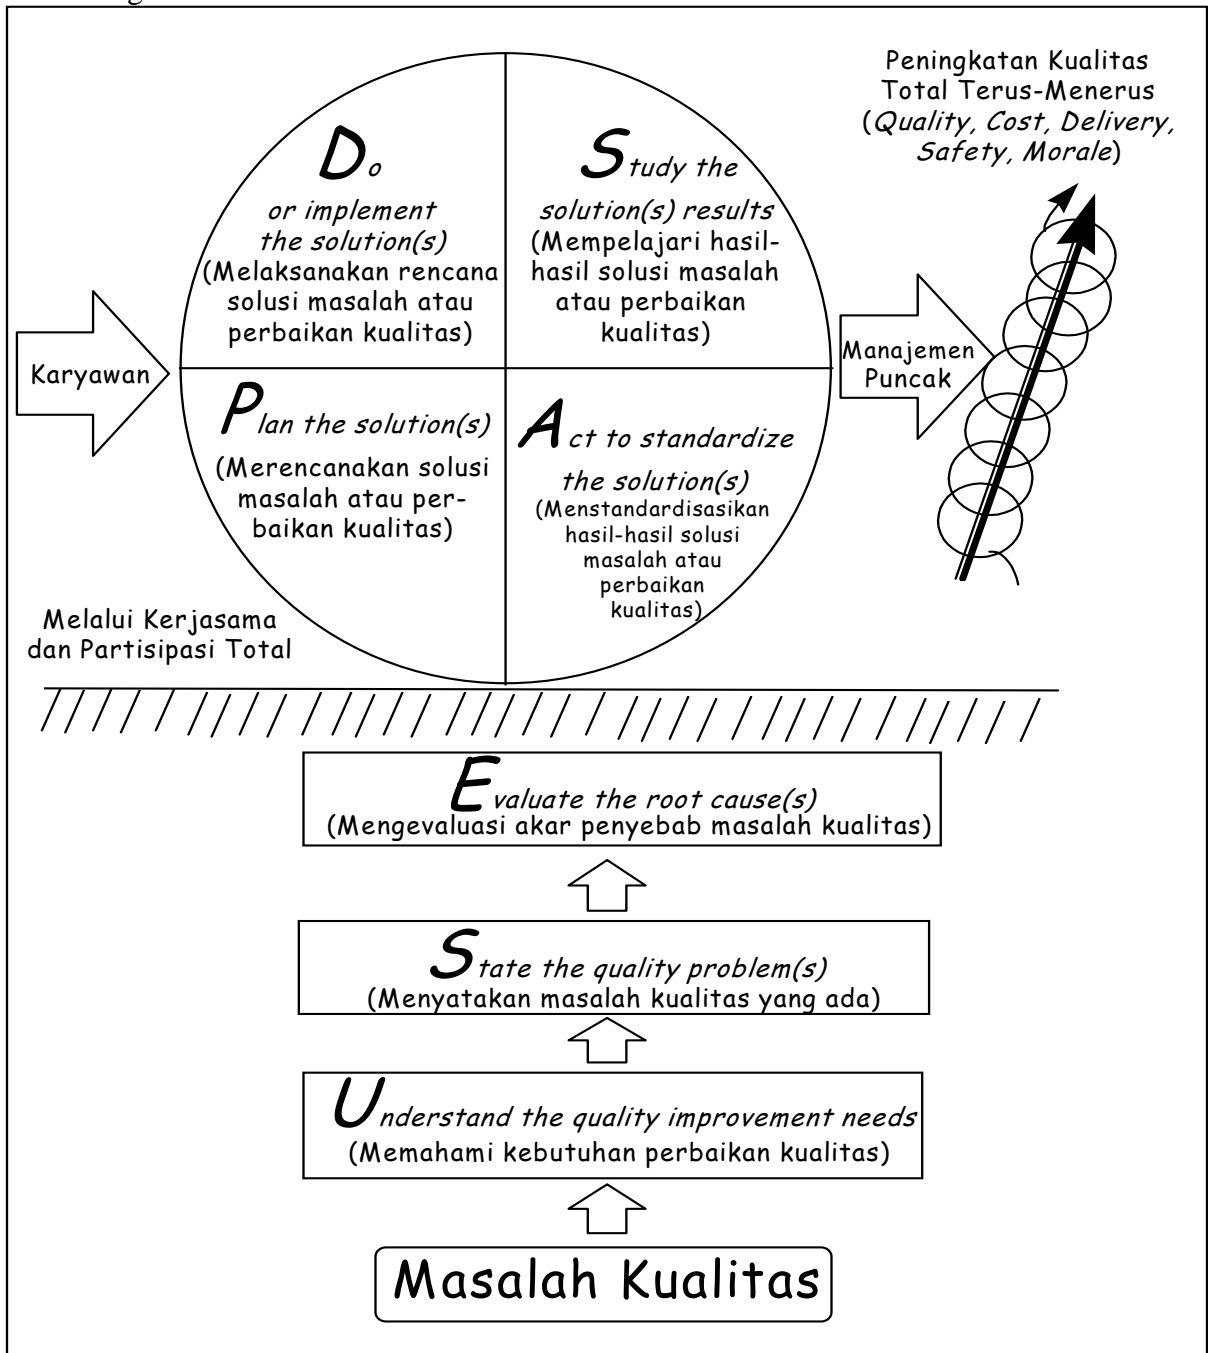 Do
or implement
the solution(s)
(Melaksanakan rencana
solusi masalah atau
perbaikan kualitas)
Study the
solution(s) results
(Mempelajari hasil-
hasil solusi masalah
atau perbaikan
kualitas)
Peningkatan Kualitas
Total Terus-Menerus
(Quality, Cost, Delivery,
Safety, Morale)
Karyawan
Manajemen
Puncak
Plan the solution(s)
(Merencanakan solusi
masalah atau per-
baikan kualitas)
Act to standardize
the solution(s)
(Menstandardisasikan
hasil-hasil solusi
masalah atau
perbaikan
kualitas)
Melalui Kerjasama
dan Partisipasi Total
Evaluate the root cause(s)
(Mengevaluasi akar penyebab masalah kualitas)
State the quality problem(s)
(Menyatakan masalah kualitas yang ada)
Understand the quality improvement needs
(Memahami kebutuhan perbaikan kualitas)
Masalah Kualitas